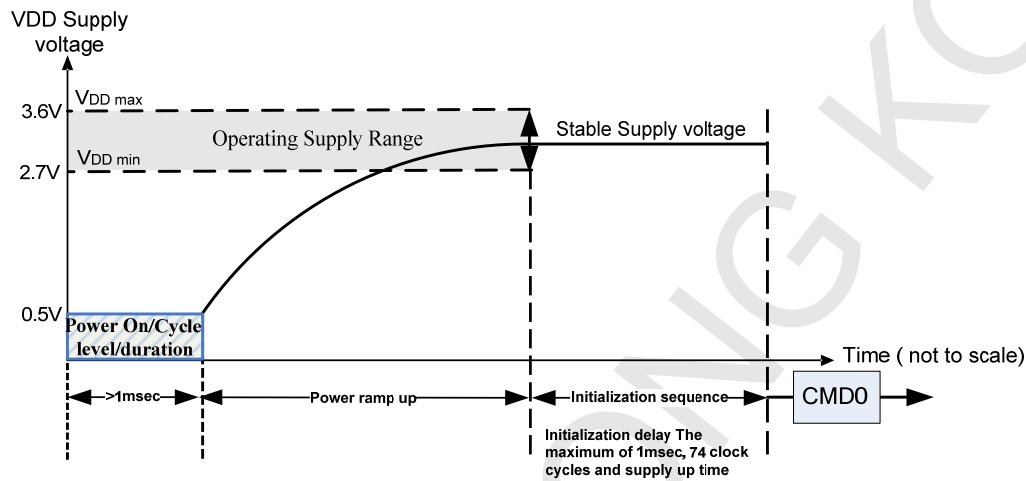 VDD Supply
voltage
3.6V
VDD max
Operating Supply Range
Stable Supply voltage
VDD min
2.7V
0.5V
Power On/Cycle
level/duration
Time ( not to scale)
>1msec
Power ramp up
Initialization sequence
CMD0
Initialization delay The
maximum of 1msec, 74 clock
cycles and supply up time
ONG KO